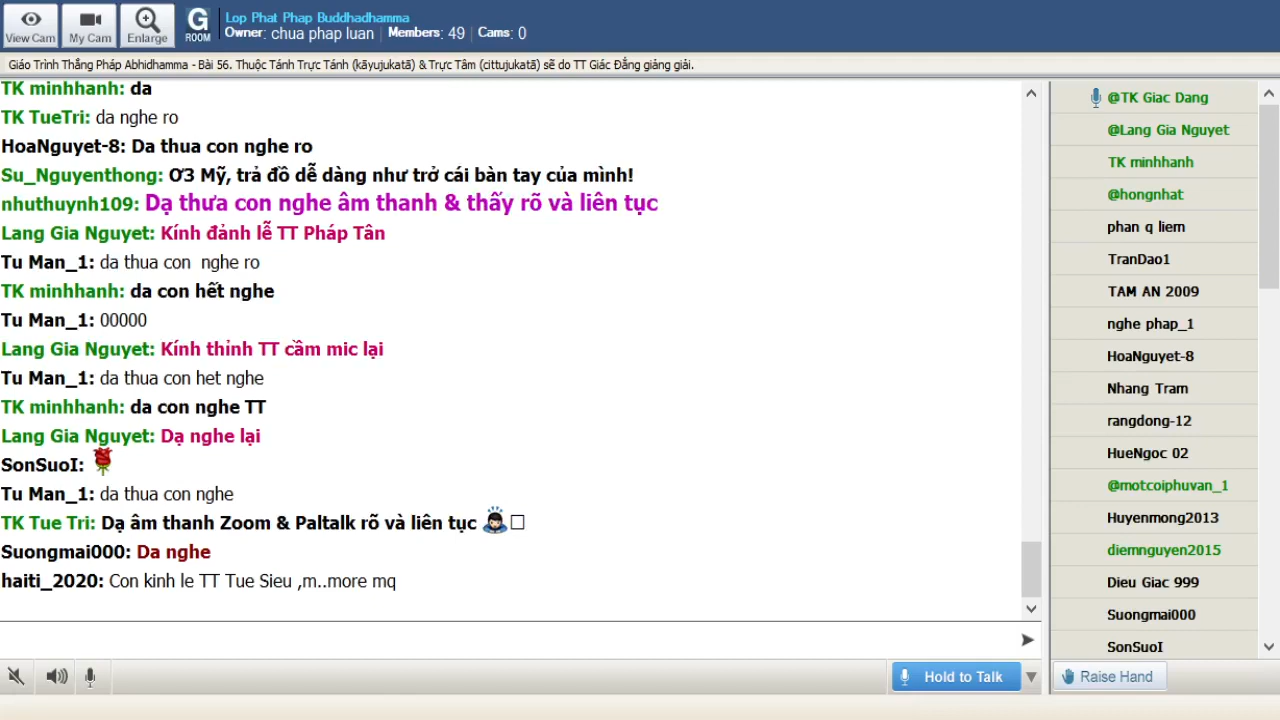 View Cam
My Cam
Enlarge
G
ROOM
Lop Phat Phap Buddhadhamma
Owner: chua phap luan Members: 49 Cams: 0
Giáo Trình Thắng Pháp Abhidhamma - Bài 56. Thuộc Tánh Trực Tánh (kāyujukatā) & Trực Tâm (cittujukatā) sẽ do TT Giác Đẳng giảng giải.
TK minhhanh: da
TK TueTri: da nghe ro
HoaNguyet-8: Da thua con nghe ro
Su_Nguyenthong: Ơ3 Mỹ, trả đồ dễ dàng như trở cái bàn tay của mình!
nhuthuynh109: Dạ thưa con nghe âm thanh & thấy rõ và liên tục
Lang Gia Nguyet: Kính đảnh lễ TT Pháp Tân
Tu Man_1: da thua con  nghe ro
TK minhhanh: da con hết nghe
Tu Man_1: 00000
Lang Gia Nguyet: Kính thỉnh TT cầm mic lại
Tu Man_1: da thua con het nghe
TK minhhanh: da con nghe TT
Lang Gia Nguyet: Dạ nghe lại
SonSuoI:
Tu Man_1: da thua con nghe
TK Tue Tri: Dạ âm thanh Zoom & Paltalk rõ và liên tục
Suongmai000: Da nghe
haiti_2020: Con kinh le TT Tue Sieu ,m..more mq
Hold to Talk
@TK Giac Dang
@Lang Gia Nguyet
TK minhhanh
@hongnhat
phan q liem
TranDao1
TAM AN 2009
nghe phap_1
HoaNguyet-8
Nhang Tram
rangdong-12
HueNgoc 02
@motcoiphuvan_1
Huyenmong2013
diemnguyen2015
Dieu Giac 999
Suongmai000
SonSuoI
Raise Hand